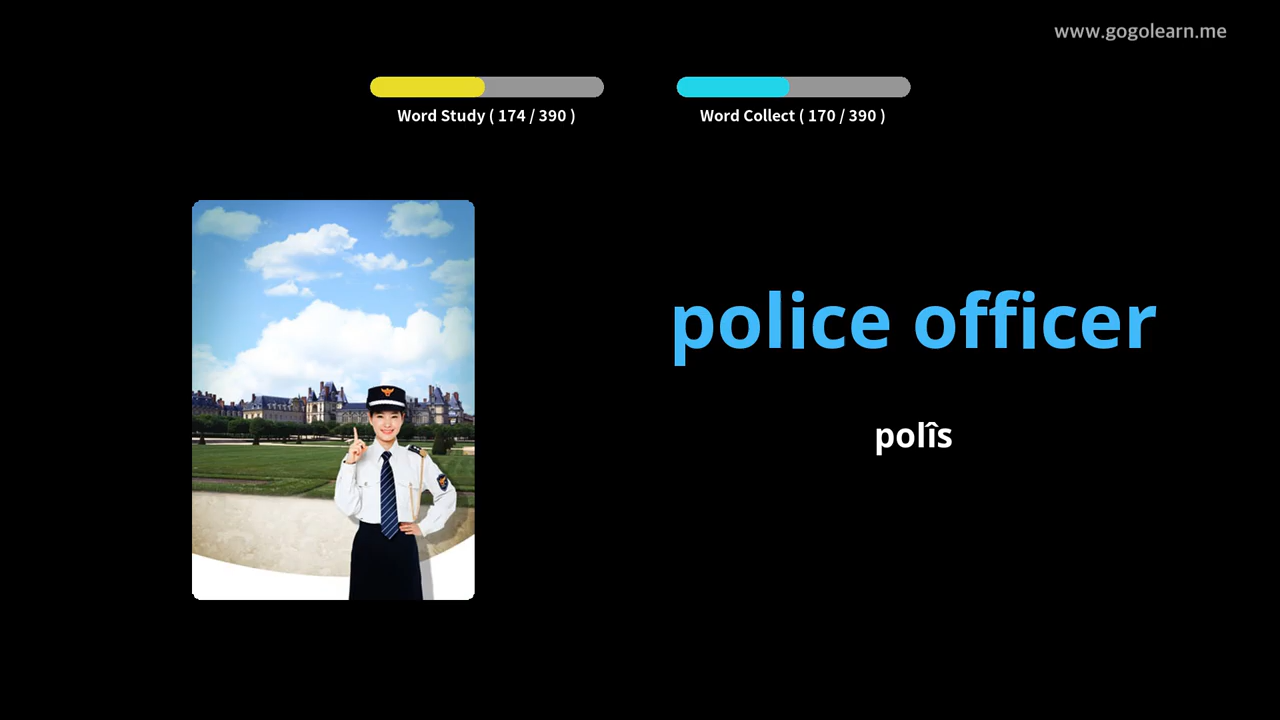 www.gogolearn.me
Word Study ( 174 / 390 )
Word Collect ( 170 / 390 )
police officer
polîs